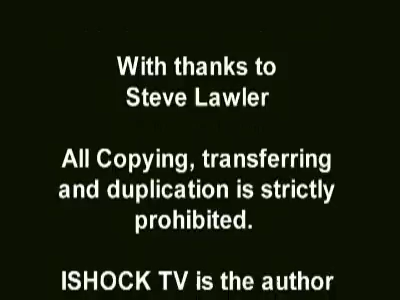 With thanks to
Steve Lawler
All Copying, transferring
and duplication is strictly
prohibited.
ISHOCK TV is the author